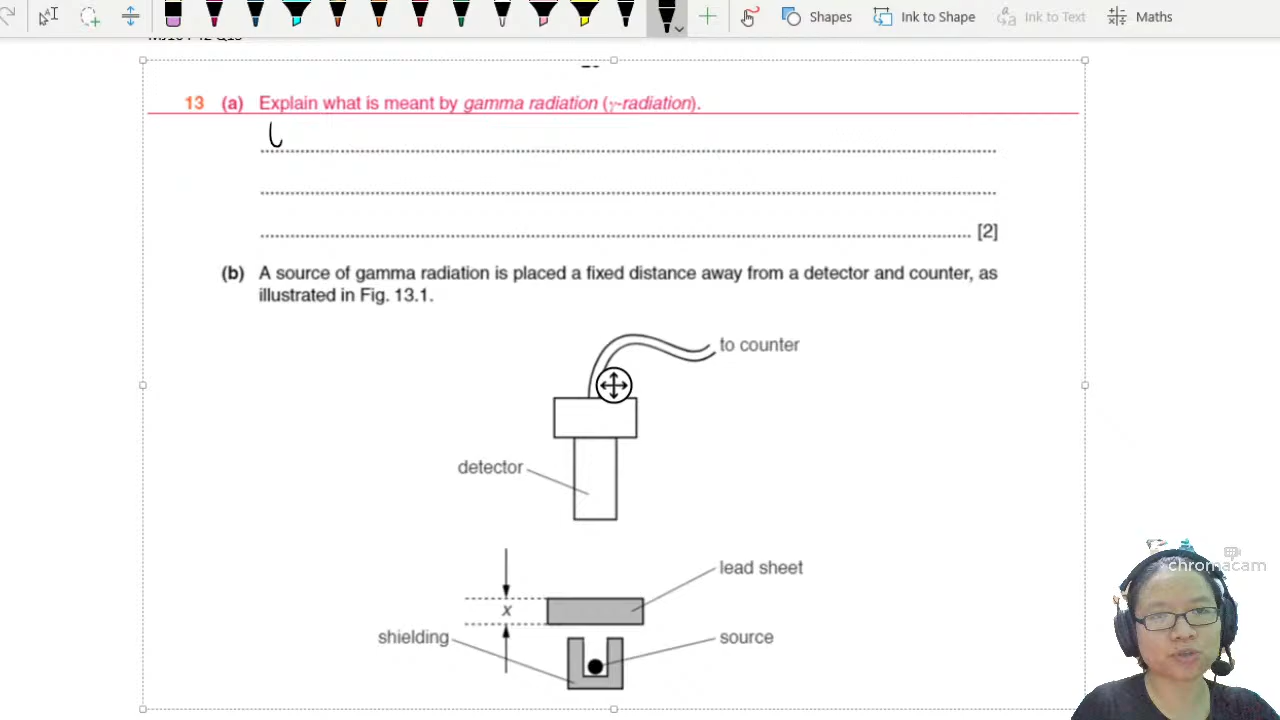 Shapes
Ink to Shape
Ink to Text
Maths
13 (a) Explain what is meant by gamma radiation (γ-radiation).
[2]
(b) A source of gamma radiation is placed a fixed distance away from a detector and counter, as
illustrated in Fig. 13.1.
to counter
detector
lead sheet
x
shielding
source
chromacam